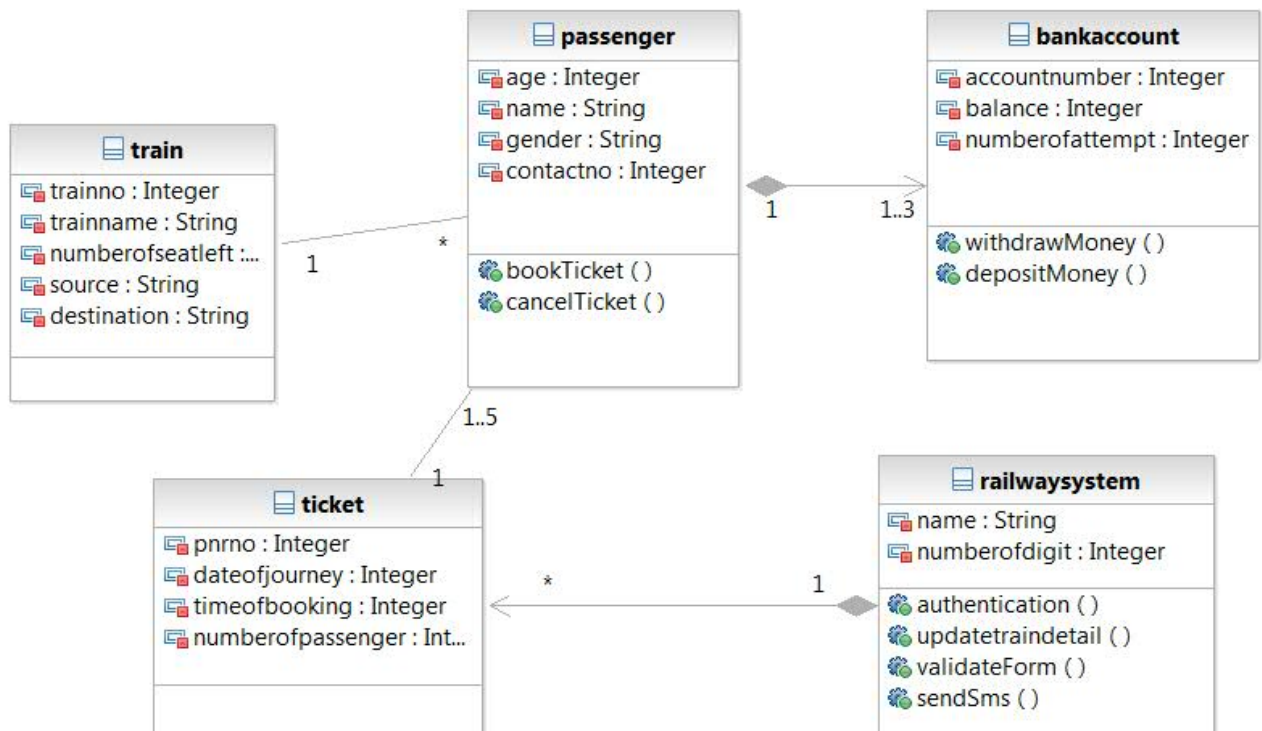 passenger
age : Integer
name : String
gender : String
contactno : Integer
bookTicket ( )
cancelTicket ( )
bankaccount
accountnumber : Integer
balance : Integer
numberofattempt : Integer
withdrawMoney ( )
depositMoney ( )
train
trainno : Integer
trainname : String
numberofseatleft :...
source : String
destination : String
1
*
1
1..3
1..5
1
ticket
pnrno : Integer
dateofjourney : Integer
timeofbooking : Integer
numberofpassenger : Int...
*
1
railwaysystem
name : String
numberofdigit : Integer
authentication ( )
updatetraindetail ( )
validateForm ( )
sendSms ( )